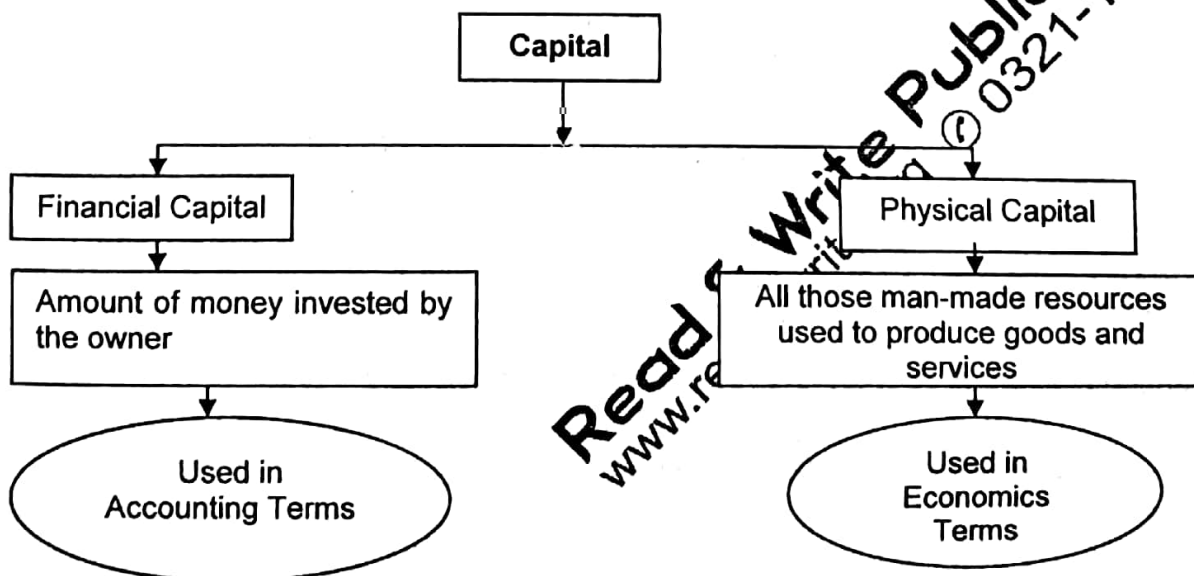 Capital
Financial Capital
Physical Capital
Amount of money invested by
the owner
All those man-made resources
used to produce goods and
services
Used in
Accounting Terms
Used in
Economics
Terms
Read & Write
0321-